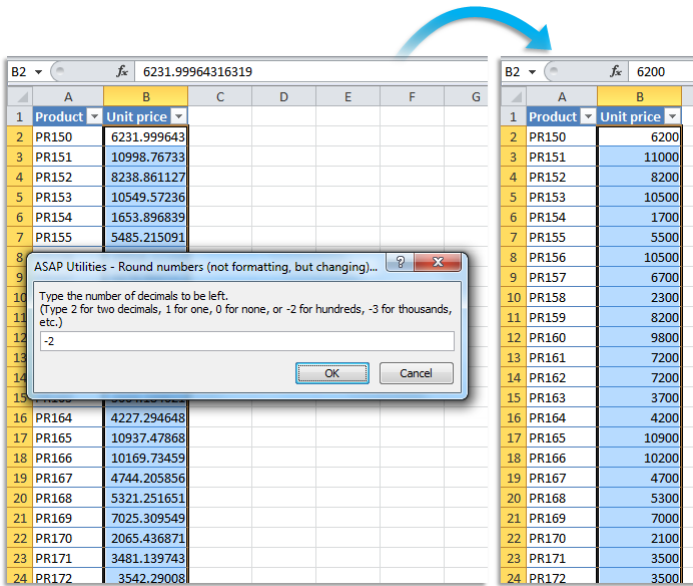 B2 fx 6231.99964316319
A B C D E F G
1 Product Unit price
2 PR150 6231.999643
3 PR151 10998.76733
4 PR152 8238.861127
5 PR153 10549.57236
6 PR154 1653.896839
7 PR155 5485.215091
8
9
10
11
12
13
14
15
16 PR164 4227.294648
17 PR165 10937.47868
18 PR166 10169.73459
19 PR167 4744.205856
20 PR168 5321.251651
21 PR169 7025.309549
22 PR170 2065.436871
23 PR171 3481.139743
24 PR172 3542.29008
ASAP Utilities - Round numbers (not formatting, but changing)...
Type the number of decimals to be left.
(Type 2 for two decimals, 1 for one, 0 for none, or -2 for hundreds, -3 for thousands,
etc.)
-2
OK Cancel
B2 fx 6200
A B
1 Product Unit price
2 PR150 6200
3 PR151 11000
4 PR152 8200
5 PR153 10500
6 PR154 1700
7 PR155 5500
8 PR156 10500
9 PR157 6700
10 PR158 2300
11 PR159 8200
12 PR160 9800
13 PR161 7200
14 PR162 7200
15 PR163 3700
16 PR164 4200
17 PR165 10900
18 PR166 10200
19 PR167 4700
20 PR168 5300
21 PR169 7000
22 PR170 2100
23 PR171 3500
24 PR172 3500